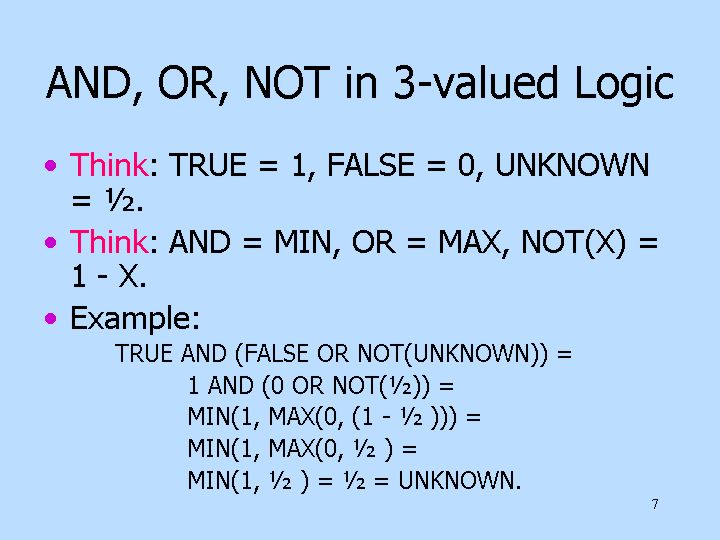 AND, OR, NOT in 3-valued Logic
• Think: TRUE = 1, FALSE = 0, UNKNOWN
= ½.
• Think: AND = MIN, OR = MAX, NOT(X) =
1 - X.
• Example:
TRUE AND (FALSE OR NOT(UNKNOWN)) =
1 AND (0 OR NOT(½)) =
MIN(1, MAX(0, (1 - ½ ))) =
MIN(1, MAX(0, ½ ) =
MIN(1, ½ ) = ½ = UNKNOWN.
7